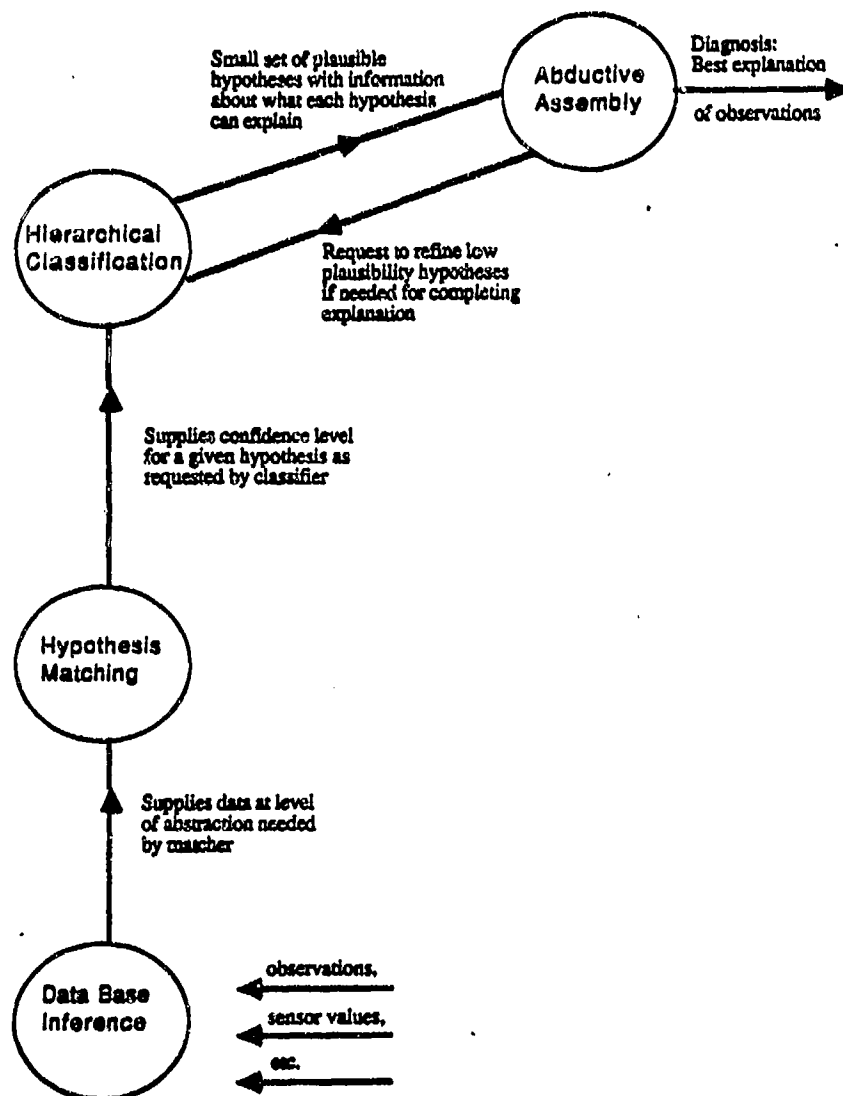 Small set of plausible
hypotheses with information
about what each hypothesis
can explain
Abductive
Assembly
Diagnosis:
Best explanation
of observations
Hierarchical
Classification
Request to refine low
plausibility hypotheses
if needed for completing
explanation
Supplies confidence level
for a given hypothesis as
requested by classifier
Hypothesis
Matching
Supplies data at level
of abstraction needed
by matcher
Data Base
Inference
observations,
sensor values,
etc.